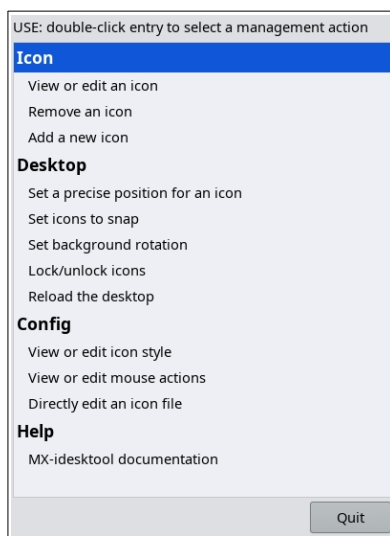 USE: double-click entry to select a management action
Icon
View or edit an icon
Remove an icon
Add a new icon
Desktop
Set a precise position for an icon
Set icons to snap
Set background rotation
Lock/unlock icons
Reload the desktop
Config
View or edit icon style
View or edit mouse actions
Directly edit an icon file
Help
MX-idesktool documentation
Quit